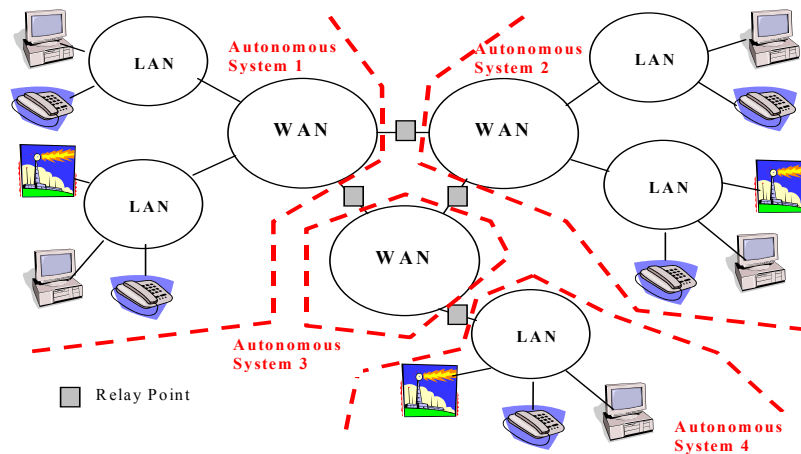 LAN
Autonomous
System 1
WAN
LAN
Autonomous
System 2
WAN
LAN
LAN
WAN
Autonomous
System 3
LAN
Autonomous
System 4
Relay Point